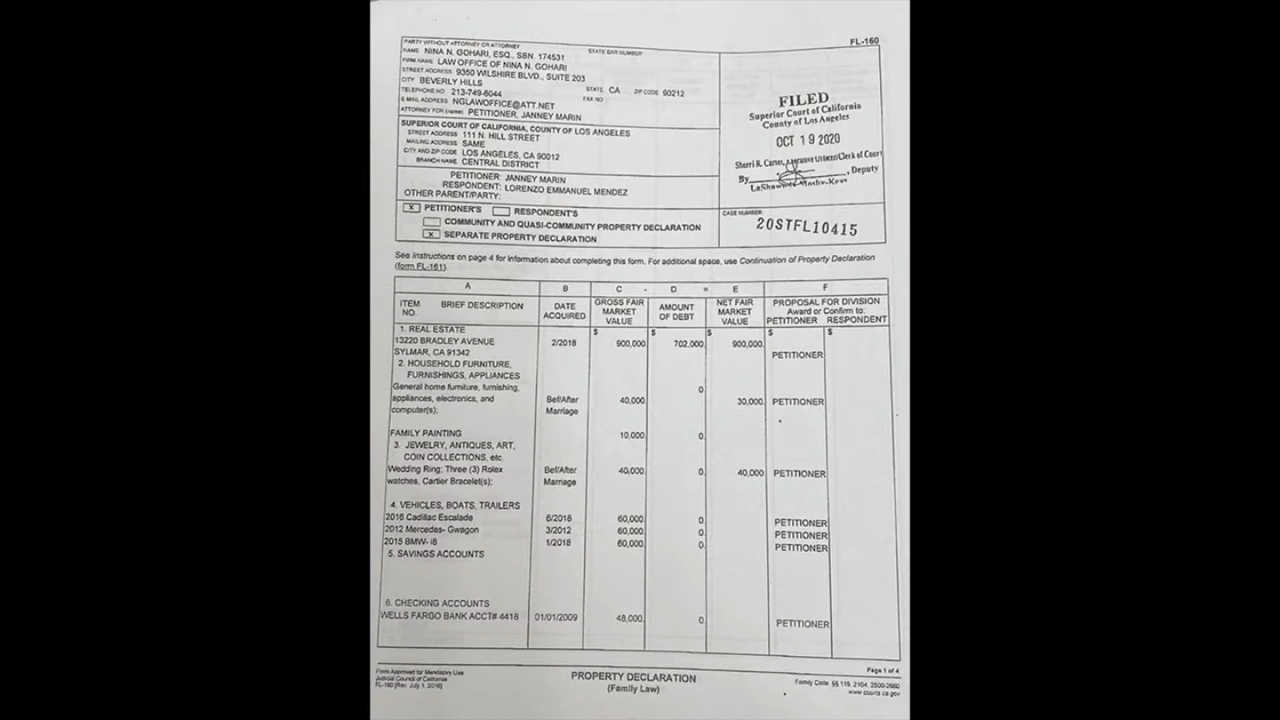 FL-160
PARTY WITHOUT ATTORNEY OR ATTORNEY STATE BAR NUMBER
NAME: NINA N. GOHARI, ESQ., SBN. 174531
FIRM NAME: LAW OFFICE OF NINA N. GOHARI
STREET ADDRESS: 9350 WILSHIRE BLVD., SUITE 203
CITY BEVERLY HILLS STATE: CA ZIP CODE: 90212
TELEPHONE NO.: 213-749-6044 FAX NO.
E-MAIL ADDRESS: NGLAWOFFICE@ATT.NET
ATTORNEY FOR (name): PETITIONER, JANNEY MARIN
SUPERIOR COURT OF CALIFORNIA, COUNTY OF LOS ANGELES
STREET ADDRESS: 111 N. HILL STREET
MAILING ADDRESS: SAME
CITY AND ZIP CODE: LOS ANGELES, CA 90012
BRANCH NAME: CENTRAL DISTRICT
PETITIONER: JANNEY MARIN
RESPONDENT: LORENZO EMMANUEL MENDEZ
OTHER PARENT/PARTY:
X PETITIONER'S RESPONDENT'S
COMMUNITY AND QUASI-COMMUNITY PROPERTY DECLARATION
X SEPARATE PROPERTY DECLARATION
FILED
Superior Court of California
County of Los Angeles
OCT 19 2020
Sherri R. Carter, Clerk of Court
By , Deputy
CASE NUMBER:
20STFL10415
See Instructions on page 4 for information about completing this form. For additional space, use Continuation of Property Declaration
(form FL-161).
A B C - D = E F
ITEM NO. BRIEF DESCRIPTION DATE ACQUIRED GROSS FAIR MARKET VALUE AMOUNT OF DEBT NET FAIR MARKET VALUE PROPOSAL FOR DIVISION Award or Confirm to: PETITIONER RESPONDENT
1. REAL ESTATE $ $ $ $ $
13220 BRADLEY AVENUE 2/2018 900,000. 702,000. 900,000.
SYLMAR, CA 91342 PETITIONER
2. HOUSEHOLD FURNITURE,
FURNISHINGS, APPLIANCES
General home furniture, furnishing, 0.
appliances, electronics, and Bef/After 40,000. 30,000. PETITIONER
computer(s); Marriage
FAMILY PAINTING 10,000. 0.
3. JEWELRY, ANTIQUES, ART,
COIN COLLECTIONS, etc.
Wedding Ring; Three (3) Rolex Bef/After 40,000. 0. 40,000 PETITIONER
watches, Cartier Bracelet(s); Marriage
4. VEHICLES, BOATS, TRAILERS
2016 Cadillac Escalade 6/2018 60,000. 0. PETITIONER
2012 Mercedes- Gwagon 3/2012 60,000. 0. PETITIONER
2015 BMW- i8 1/2018 60,000. 0. PETITIONER
5. SAVINGS ACCOUNTS
6. CHECKING ACCOUNTS
WELLS FARGO BANK ACCT# 4418 01/01/2009 48,000. 0. PETITIONER
Page 1 of 4
Form Approved for Mandatory Use
Judicial Council of California
FL-160 [Rev. July 1, 2016]
PROPERTY DECLARATION
(Family Law)
Family Code, §§ 115, 2104, 2500-2660
www.courts.ca.gov